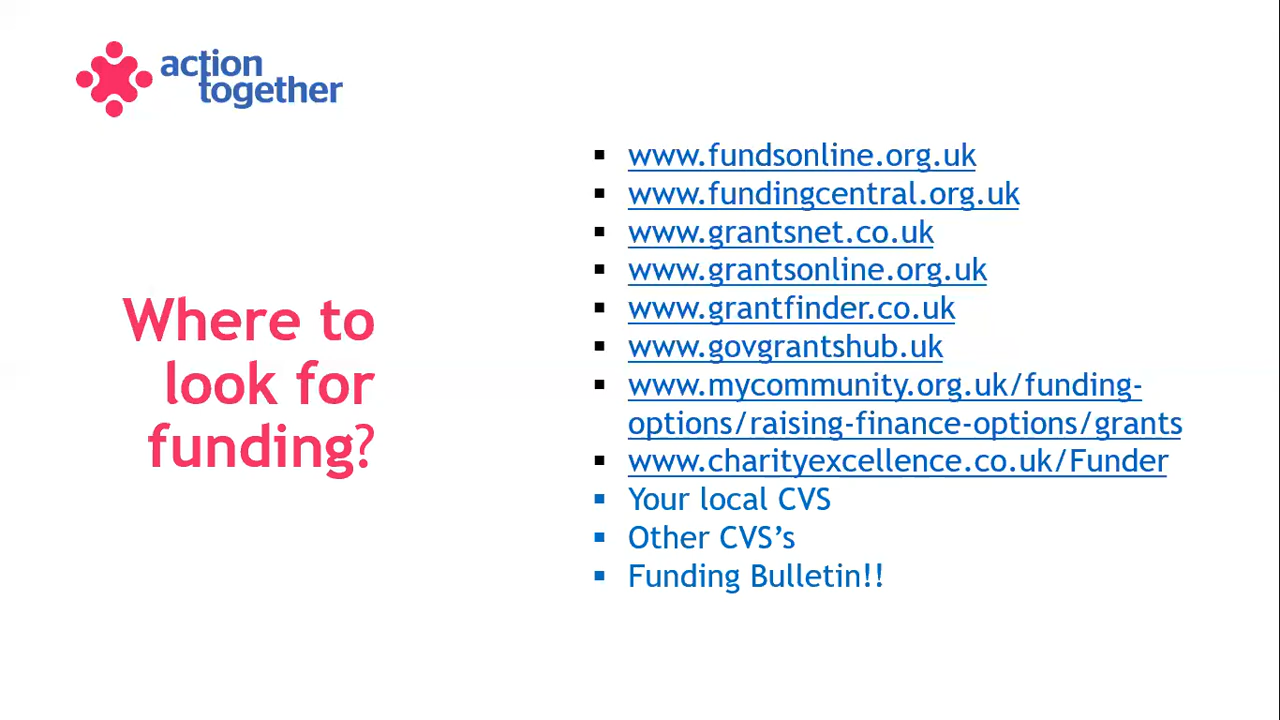 action
together
Where to
look for
funding?
www.fundsonline.org.uk
www.fundingcentral.org.uk
www.grantsnet.co.uk
www.grantsonline.org.uk
www.grantfinder.co.uk
www.govgrantshub.uk
www.mycommunity.org.uk/funding-
options/raising-finance-options/grants
www.charityexcellence.co.uk/Funder
Your local CVS
Other CVS’s
Funding Bulletin!!